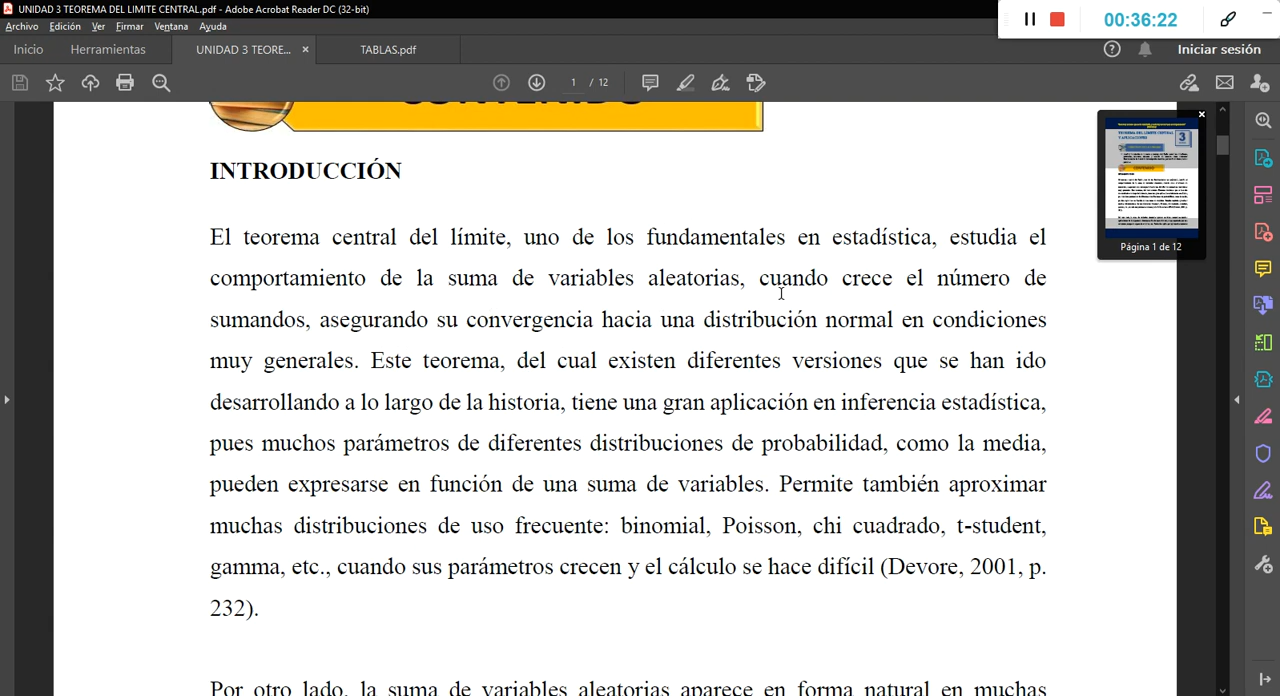 UNIDAD 3 TEOREMA DEL LIMITE CENTRAL.pdf - Adobe Acrobat Reader DC (32-bit)
00:36:22
Archivo Edición Ver Firmar Ventana Ayuda
Inicio Herramientas UNIDAD 3 TEORE... × TABLAS.pdf Iniciar sesión
1 / 12
CONTENIDO
INTRODUCCIÓN
El teorema central del límite, uno de los fundamentales en estadística, estudia el
comportamiento de la suma de variables aleatorias, cuando crece el número de
sumandos, asegurando su convergencia hacia una distribución normal en condiciones
muy generales. Este teorema, del cual existen diferentes versiones que se han ido
desarrollando a lo largo de la historia, tiene una gran aplicación en inferencia estadística,
pues muchos parámetros de diferentes distribuciones de probabilidad, como la media,
pueden expresarse en función de una suma de variables. Permite también aproximar
muchas distribuciones de uso frecuente: binomial, Poisson, chi cuadrado, t-student,
gamma, etc., cuando sus parámetros crecen y el cálculo se hace difícil (Devore, 2001, p.
232).
Por otro lado, la suma de variables aleatorias aparece en forma natural en muchas
TEOREMA DEL LIMITE CENTRAL
Y APLICACIONES
3
Página 1 de 12